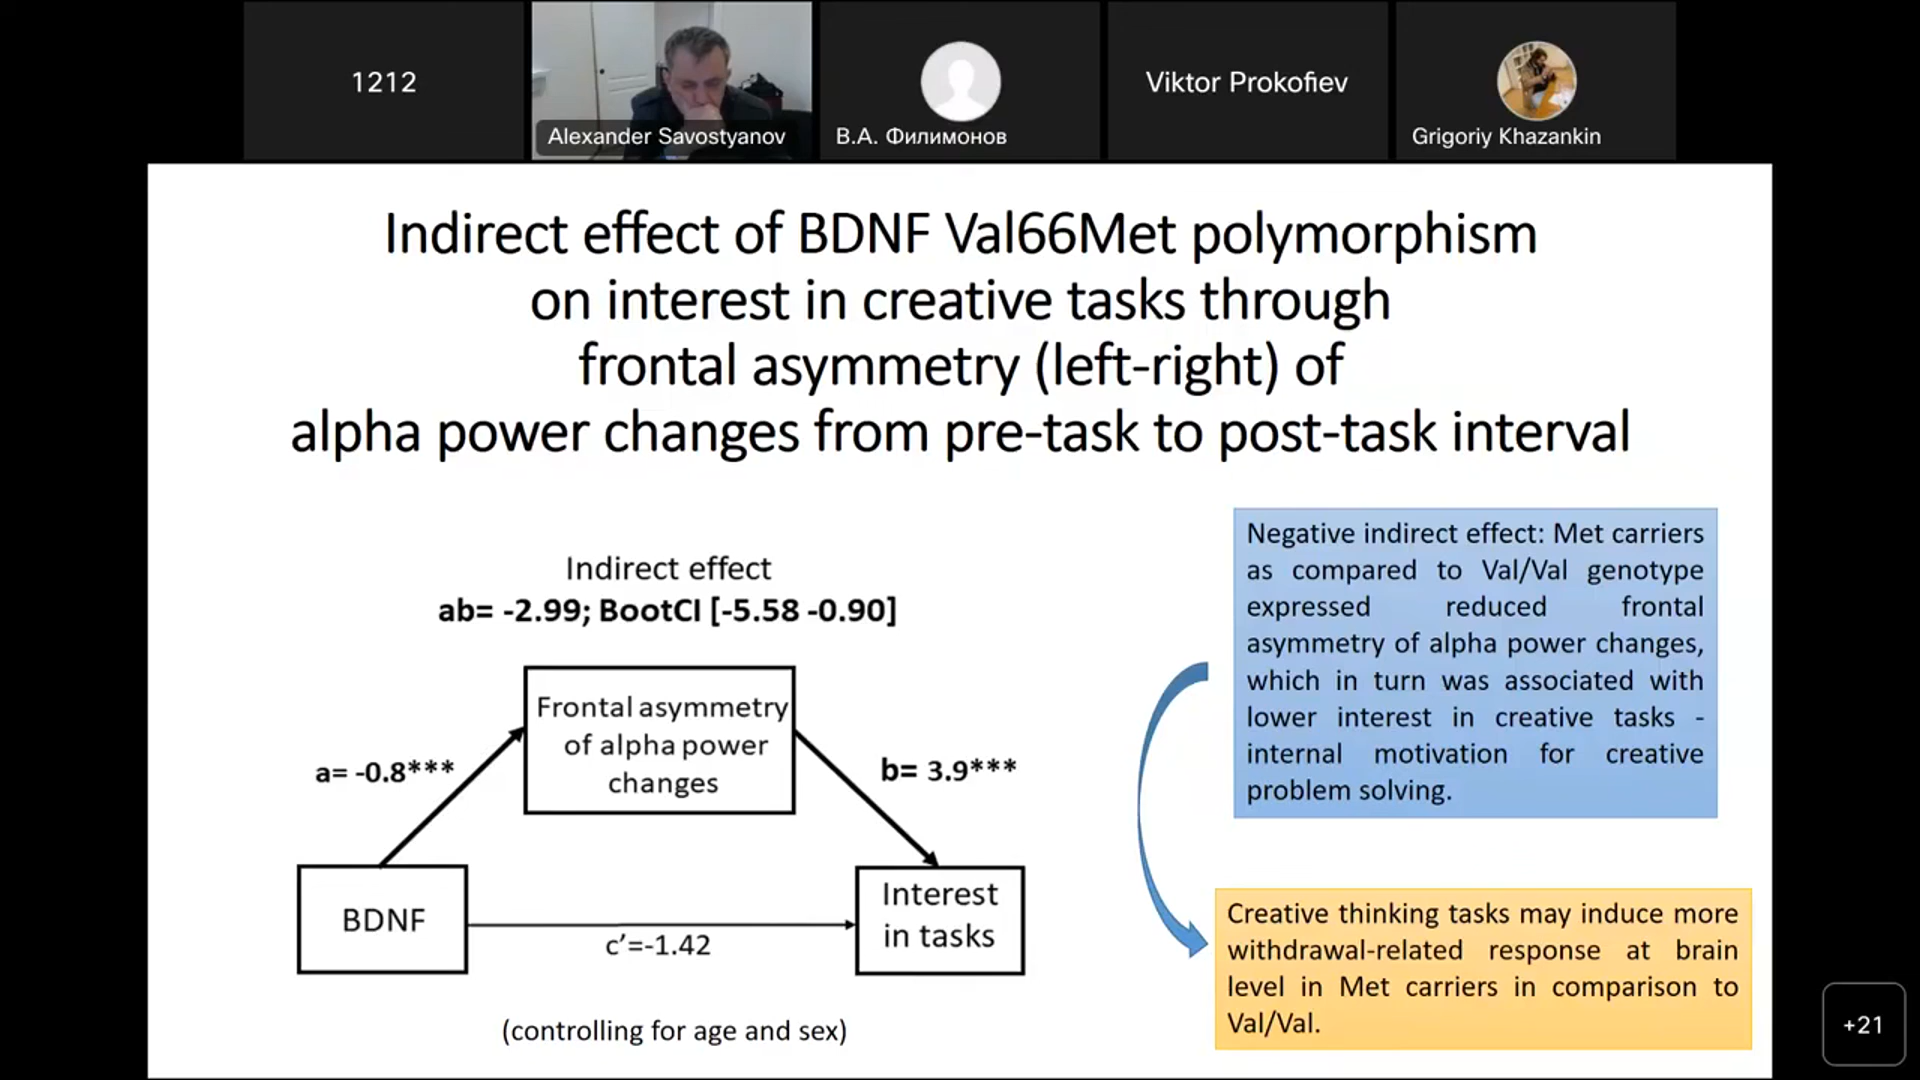 1212
Alexander Savostyanov
В.А. Филимонов
Viktor Prokofiev
Grigoriy Khazankin
Indirect effect of BDNF Val66Met polymorphism
on interest in creative tasks through
frontal asymmetry (left-right) of
alpha power changes from pre-task to post-task interval
Indirect effect
ab= -2.99; BootCI [-5.58 -0.90]
Frontal asymmetry
of alpha power
changes
a= -0.8***
b= 3.9***
BDNF
Interest
in tasks
c’=-1.42
(controlling for age and sex)
Negative indirect effect: Met carriers
as compared to Val/Val genotype
expressed reduced frontal
asymmetry of alpha power changes,
which in turn was associated with
lower interest in creative tasks -
internal motivation for creative
problem solving.
Creative thinking tasks may induce more
withdrawal-related response at brain
level in Met carriers in comparison to
Val/Val.
+21